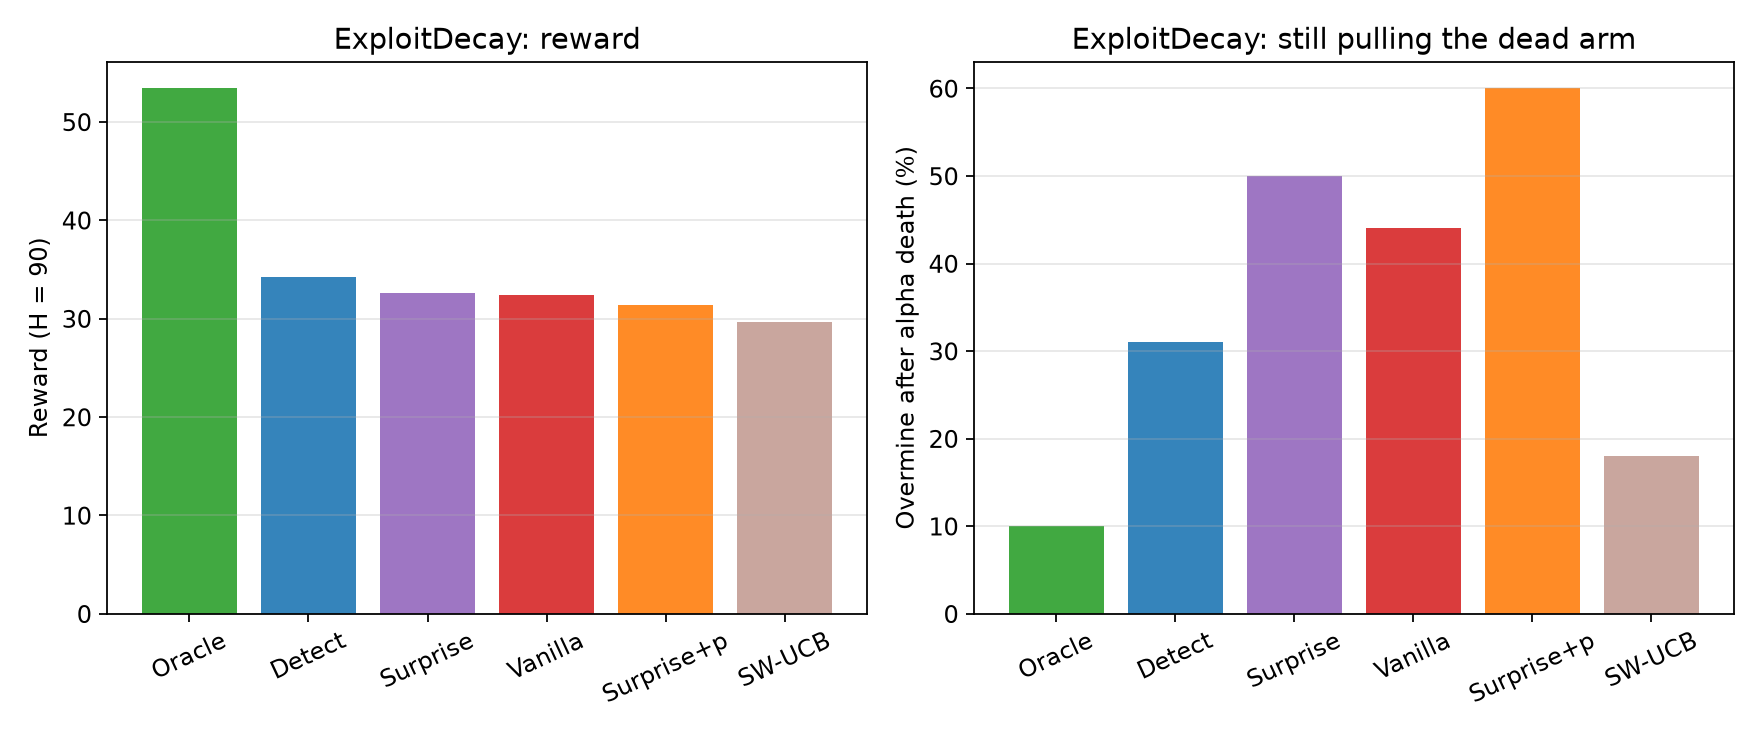 ExploitDecay: reward
Reward (H = 90)
50
40
30
20
10
0
Oracle
Detect
Surprise
Vanilla
Surprise+p
SW-UCB
ExploitDecay: still pulling the dead arm
Overmine after alpha death (%)
60
50
40
30
20
10
0
Oracle
Detect
Surprise
Vanilla
Surprise+p
SW-UCB